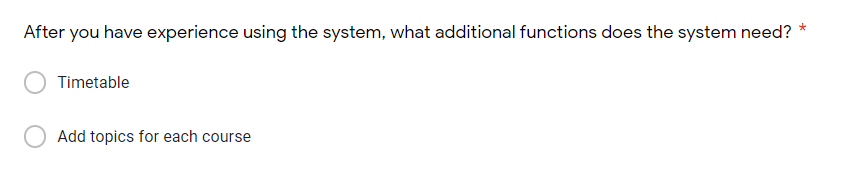 After you have experience using the system, what additional functions does the system need? *
Timetable
Add topics for each course